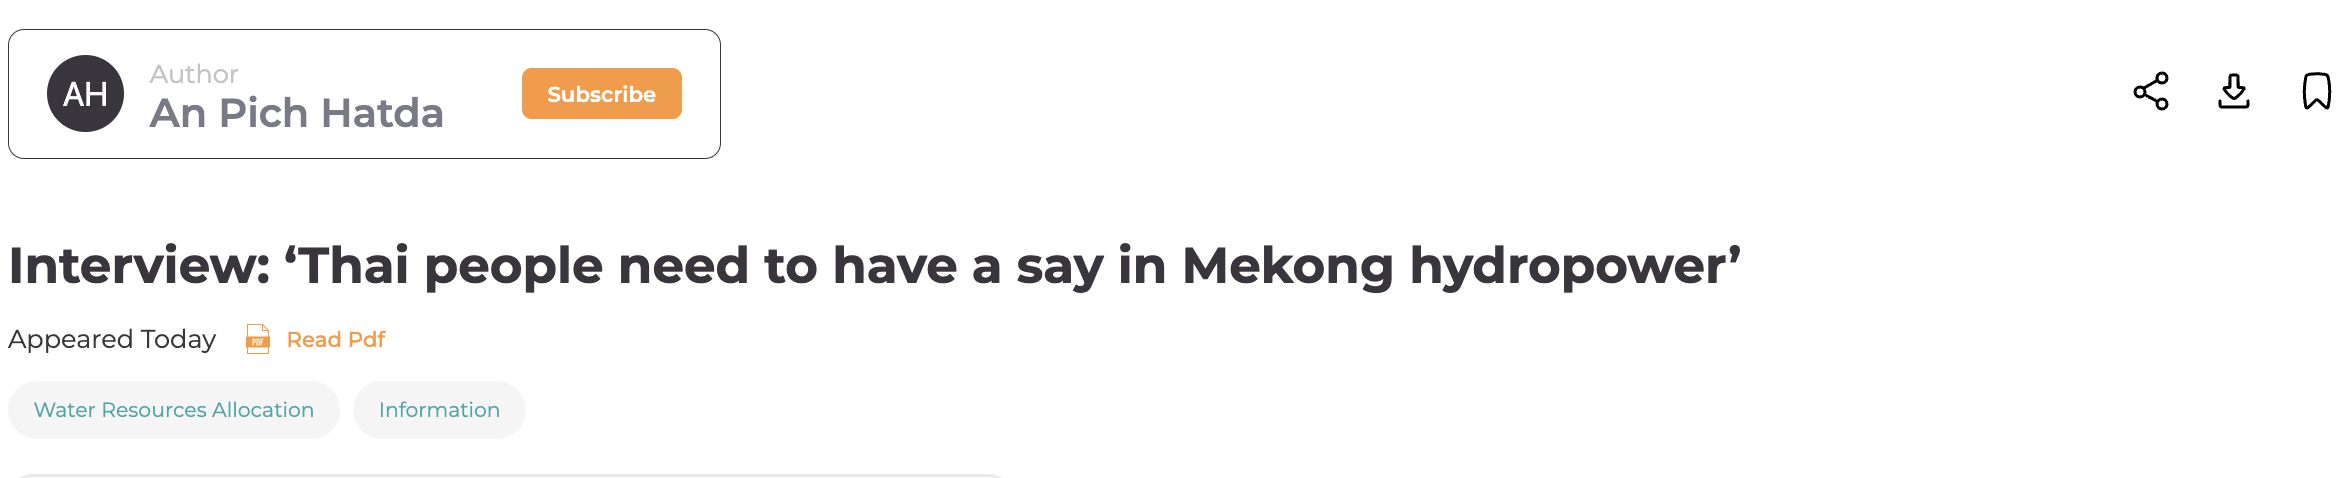 AH
Author
An Pich Hatda
Subscribe
Interview: ‘Thai people need to have a say in Mekong hydropower’
Appeared Today
PDF
Read Pdf
Water Resources Allocation
Information